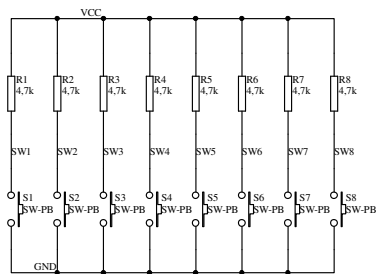 VCC
R1 R2 R3 R4 R5 R6 R7 R8
4,7k 4,7k 4,7k 4,7k 4,7k 4,7k 4,7k 4,7k
SW1 SW2 SW3 SW4 SW5 SW6 SW7 SW8
S1 S2 S3 S4 S5 S6 S7 S8
SW-PB SW-PB SW-PB SW-PB SW-PB SW-PB SW-PB SW-PB
GND